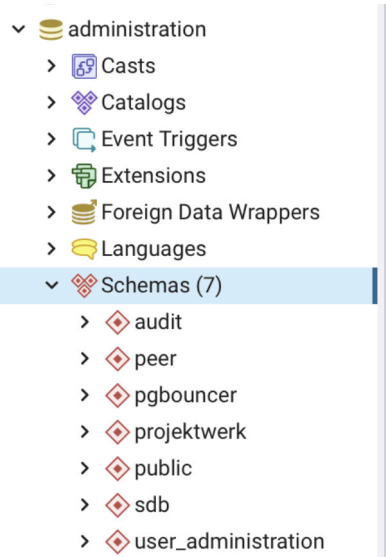 administration
Casts
Catalogs
Event Triggers
Extensions
Foreign Data Wrappers
Languages
Schemas (7)
audit
peer
pgbouncer
projektwerk
public
sdb
user_administration